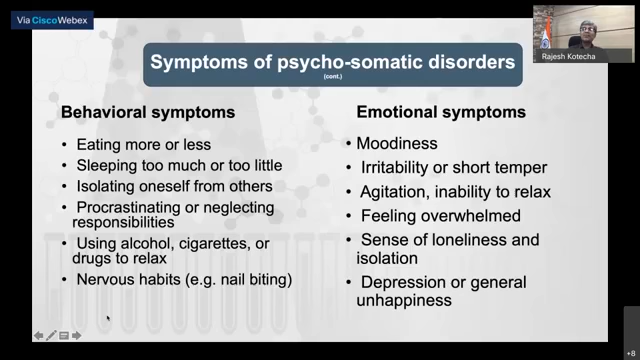 Via Cisco Webex
Symptoms of psycho-somatic disorders
(cont.)
Behavioral symptoms
• Eating more or less
• Sleeping too much or too little
• Isolating oneself from others
• Procrastinating or neglecting
responsibilities
• Using alcohol, cigarettes, or
drugs to relax
• Nervous habits (e.g. nail biting)
Emotional symptoms
• Moodiness
• Irritability or short temper
• Agitation, inability to relax
• Feeling overwhelmed
• Sense of loneliness and
isolation
• Depression or general
unhappiness
Rajesh Kotecha
+8